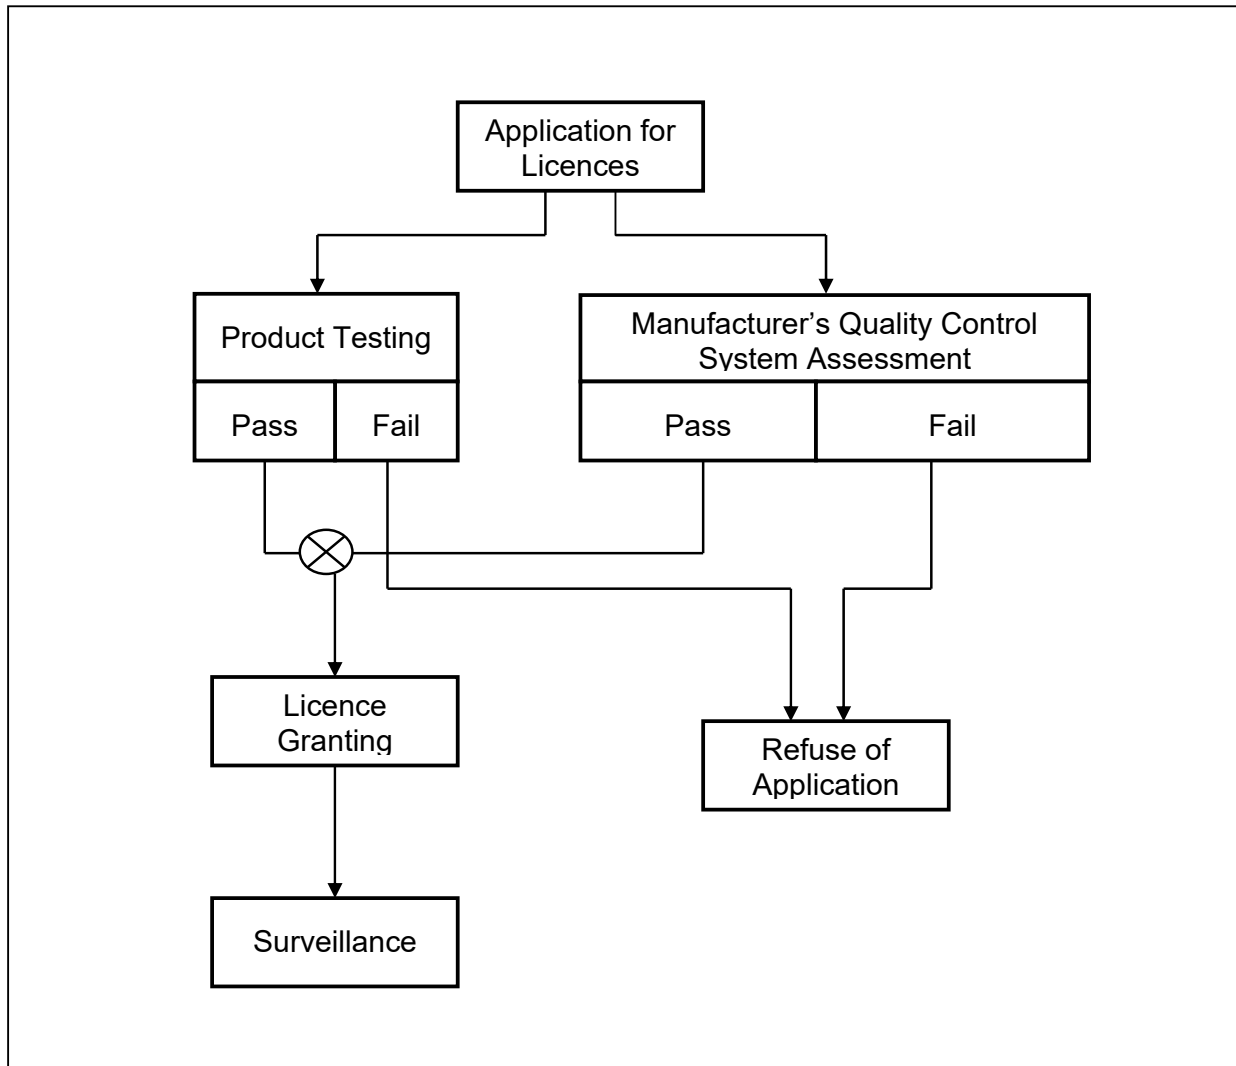 Application for
Licences
Product Testing
Manufacturer’s Quality Control
System Assessment
Pass
Fail
Pass
Fail
Licence
Granting
Refuse of
Application
Surveillance